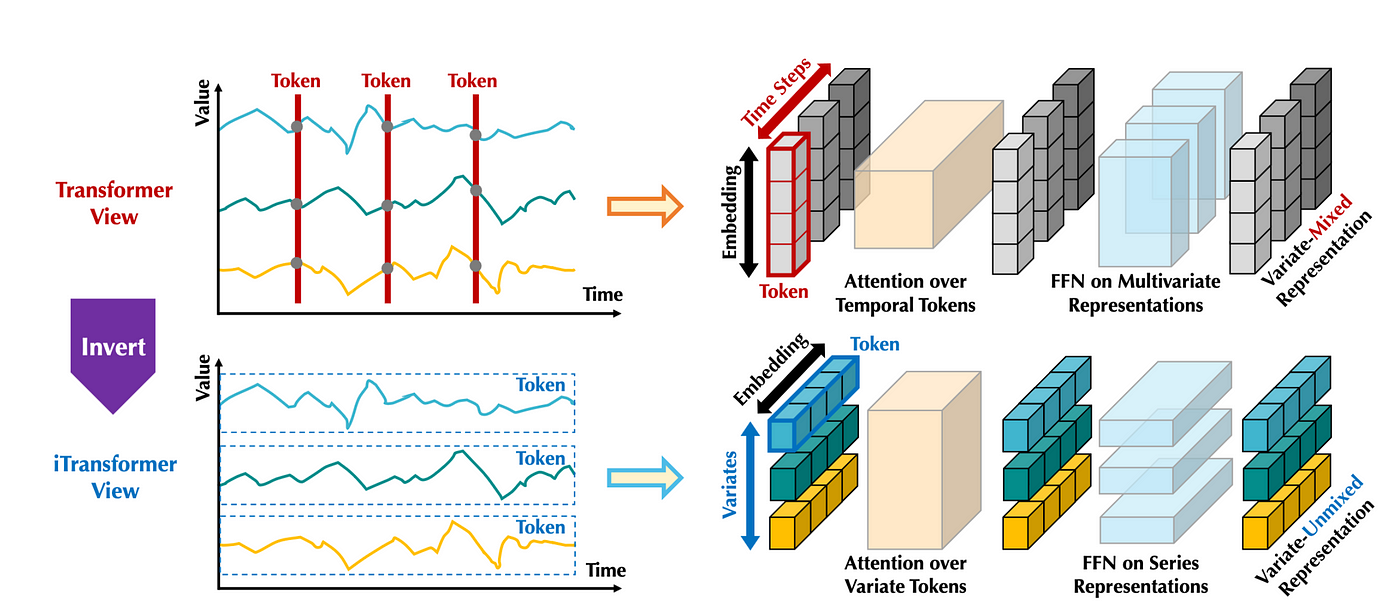 Transformer
View
Value
Token
Token
Token
Time
Time Steps
Embedding
Token
Attention over
Temporal Tokens
FFN on Multivariate
Representations
Variate-Mixed
Representation
Invert
iTransformer
View
Value
Token
Token
Token
Time
Embedding
Token
Variates
Attention over
Variate Tokens
FFN on Series
Representations
Variate-Unmixed
Representation